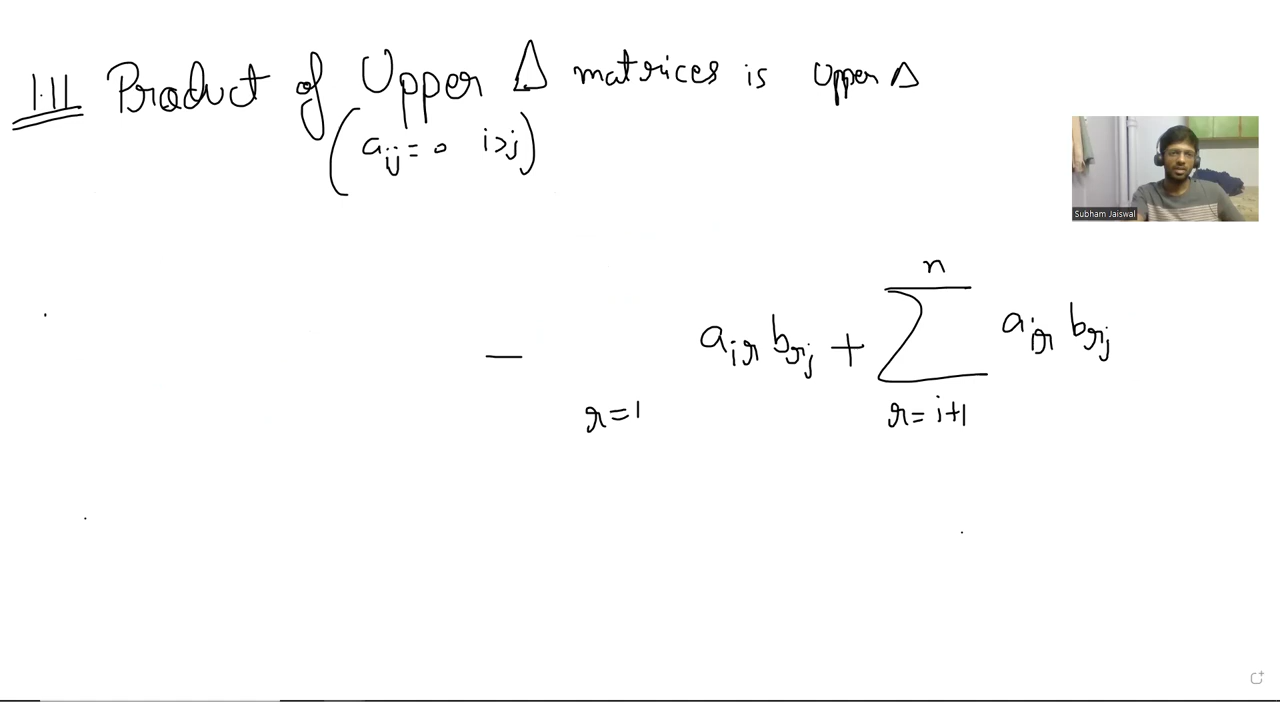 1.11 Product of Upper Δ matrices is Upper Δ
(aij = 0 i>j)
Subham Jaiswal
n
— air brj + ∑ air brj
r=1 r= i+1